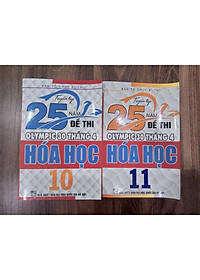 Tuyển tập
25 NĂM
ĐỀ THI
OLYMPIC 30 THÁNG 4
HÓA HỌC
10
Tuyển tập
25 NĂM
ĐỀ THI
OLYMPIC 30 THÁNG 4
HÓA HỌC
11